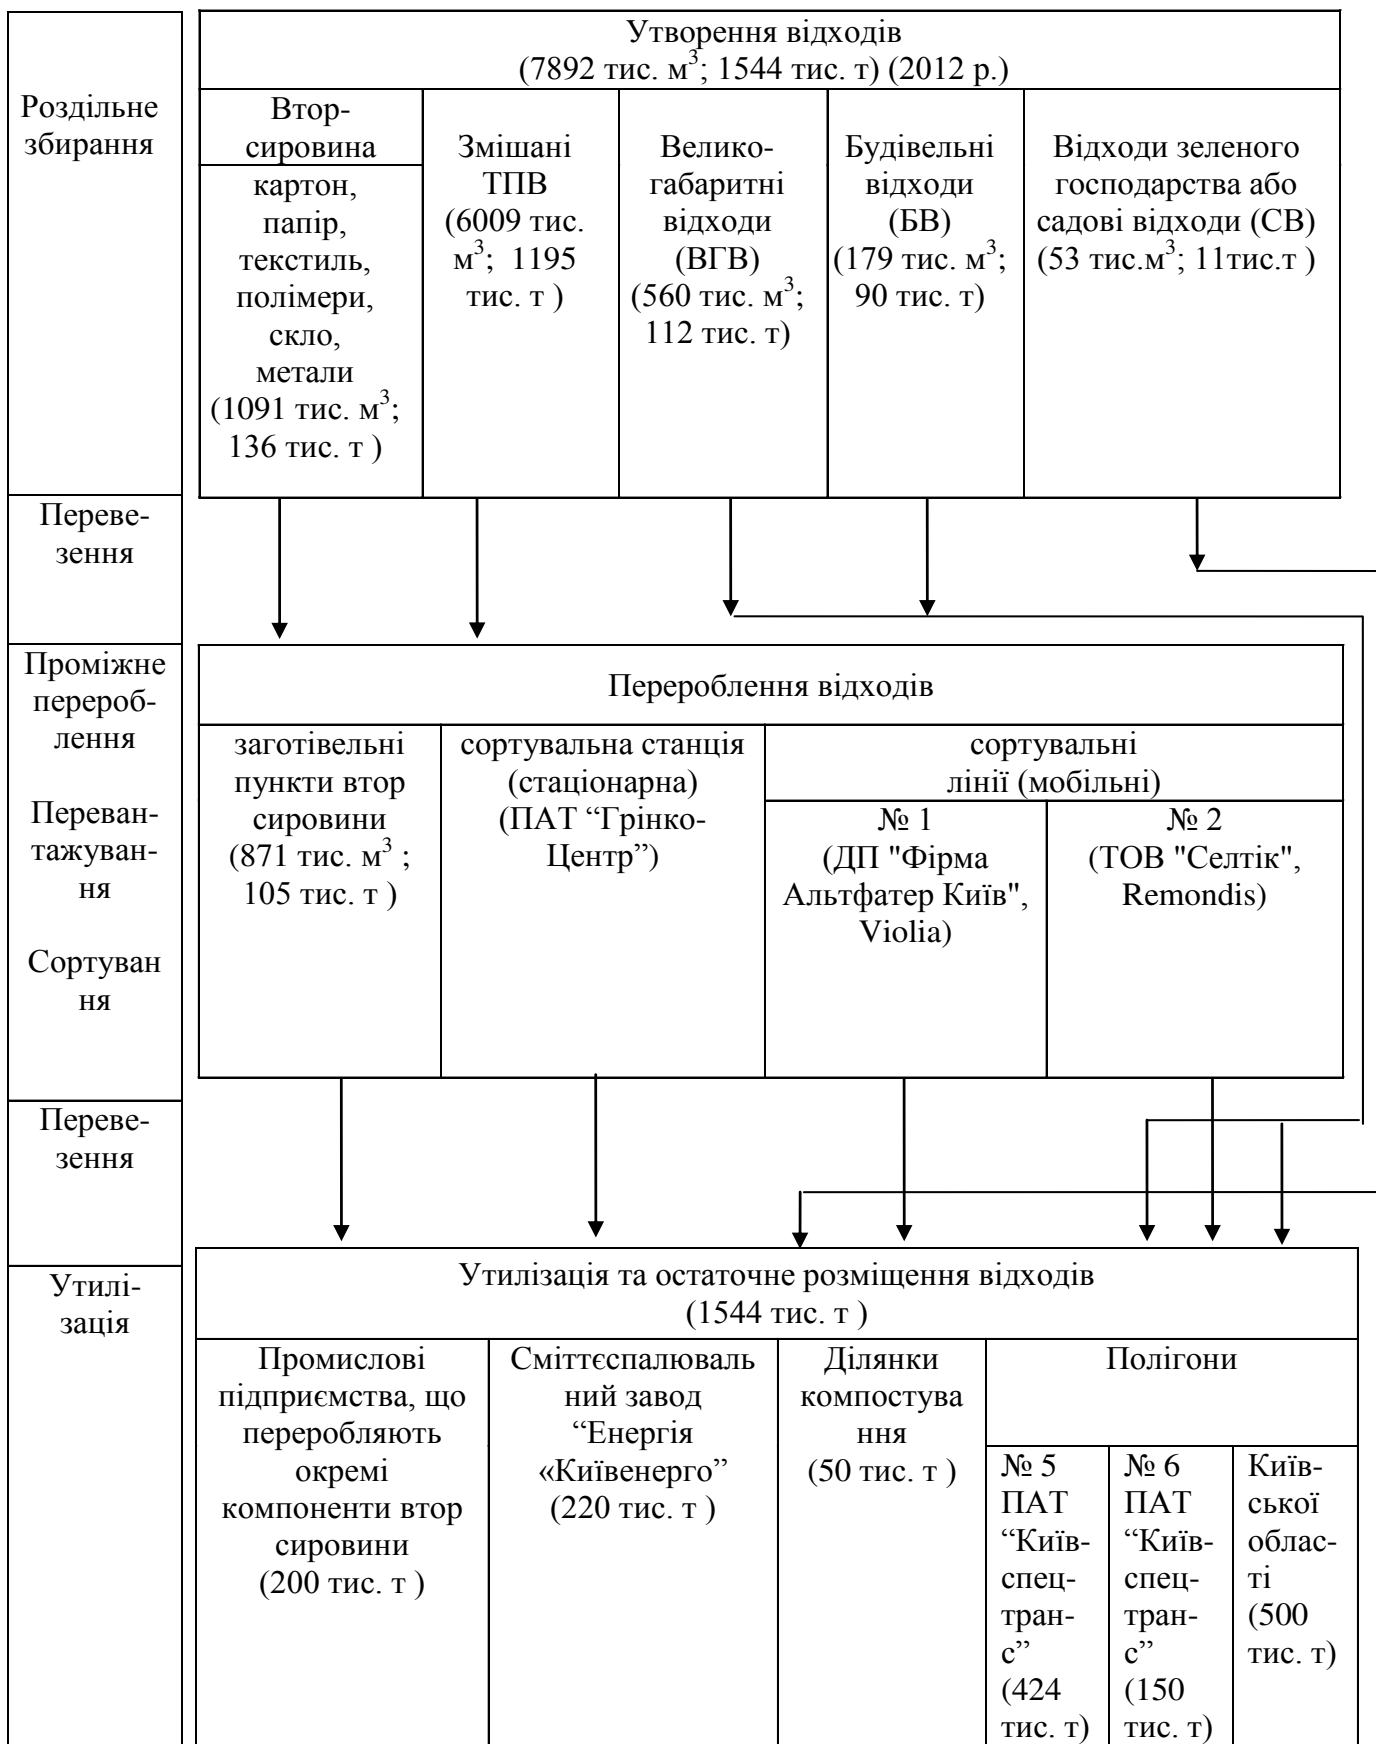 Роздільне
збирання
Утворення відходів
(7892 тис. м³; 1544 тис. т) (2012 р.)
Втор-
сировина
картон,
папір,
текстиль,
полімери,
скло,
метали
(1091 тис. м³;
136 тис. т )
Змішані
ТПВ
(6009 тис.
м³; 1195
тис. т )
Велико-
габаритні
відходи
(ВГВ)
(560 тис. м³;
112 тис. т)
Будівельні
відходи
(БВ)
(179 тис. м³;
90 тис. т)
Відходи зеленого
господарства або
садові відходи (СВ)
(53 тис.м³; 11тис.т )
Переве-
зення
Проміжне
перероб-
лення
Переван-
тажуван-
ня
Сортуван
ня
Перероблення відходів
заготівельні
пункти втор
сировини
(871 тис. м³ ;
105 тис. т )
сортувальна станція
(стаціонарна)
(ПАТ “Грінко-
Центр”)
сортувальні
лінії (мобільні)
№ 1
(ДП "Фірма
Альтфатер Київ",
Violia)
№ 2
(ТОВ "Селтік",
Remondis)
Переве-
зення
Утилі-
зація
Утилізація та остаточне розміщення відходів
(1544 тис. т )
Промислові
підприємства, що
переробляють
окремі
компоненти втор
сировини
(200 тис. т )
Сміттєспалюваль
ний завод
“Енергія
«Київенерго”
(220 тис. т )
Ділянки
компостува
ння
(50 тис. т )
Полігони
№ 5
ПАТ
“Київ-
спец-
тран-
с”
(424
тис. т)
№ 6
ПАТ
“Київ-
спец-
тран-
с”
(150
тис. т)
Київ-
ської
облас-
ті
(500
тис. т)